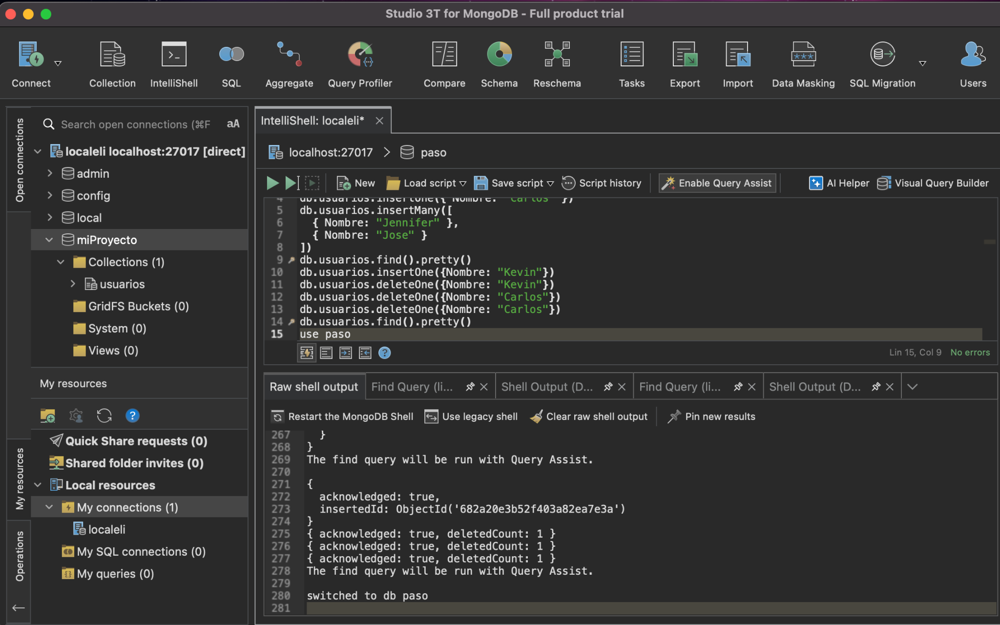 Studio 3T for MongoDB - Full product trial
Connect
Collection
IntelliShell
SQL
Aggregate
Query Profiler
Compare
Schema
Reschema
Tasks
Export
Import
Data Masking
SQL Migration
Users
Open connections
Search open connections (⌘F
aA
localeli localhost:27017 [direct]
admin
config
local
miProyecto
Collections (1)
usuarios
GridFS Buckets (0)
System (0)
Views (0)
My resources
My resources
Quick Share requests (0)
Shared folder invites (0)
Local resources
My connections (1)
localeli
My SQL connections (0)
My queries (0)
Operations
IntelliShell: localeli*
localhost:27017 > paso
New
Load script
Save script
Script history
Enable Query Assist
AI Helper
Visual Query Builder
4 db.usuarios.insertOne({ Nombre: "Carlos" })
5 db.usuarios.insertMany([
6 { Nombre: "Jennifer" },
7 { Nombre: "Jose" }
8 ])
9 db.usuarios.find().pretty()
10 db.usuarios.insertOne({Nombre: "Kevin"})
11 db.usuarios.deleteOne({Nombre: "Kevin"})
12 db.usuarios.deleteOne({Nombre: "Carlos"})
13 db.usuarios.deleteOne({Nombre: "Carlos"})
14 db.usuarios.find().pretty()
15 use paso
Lin 15, Col 9 No errors
Raw shell output
Find Query (li...
Shell Output (D...
Find Query (li...
Shell Output (D...
Restart the MongoDB Shell
Use legacy shell
Clear raw shell output
Pin new results
267 }
268 }
269 The find query will be run with Query Assist.
270
271 {
272 acknowledged: true,
273 insertedId: ObjectId('682a20e3b52f403a82ea7e3a')
274 }
275 { acknowledged: true, deletedCount: 1 }
276 { acknowledged: true, deletedCount: 1 }
277 { acknowledged: true, deletedCount: 1 }
278 The find query will be run with Query Assist.
279
280 switched to db paso
281